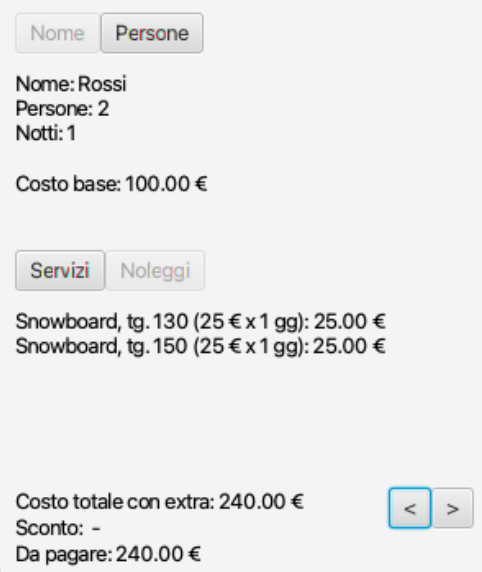 Nome Persone
Nome: Rossi
Persone: 2
Notti: 1
Costo base: 100.00 €
Servizi Noleggi
Snowboard, tg. 130 (25 € x 1 gg): 25.00 €
Snowboard, tg. 150 (25 € x 1 gg): 25.00 €
Costo totale con extra: 240.00 €
< >
Sconto: -
Da pagare: 240.00 €